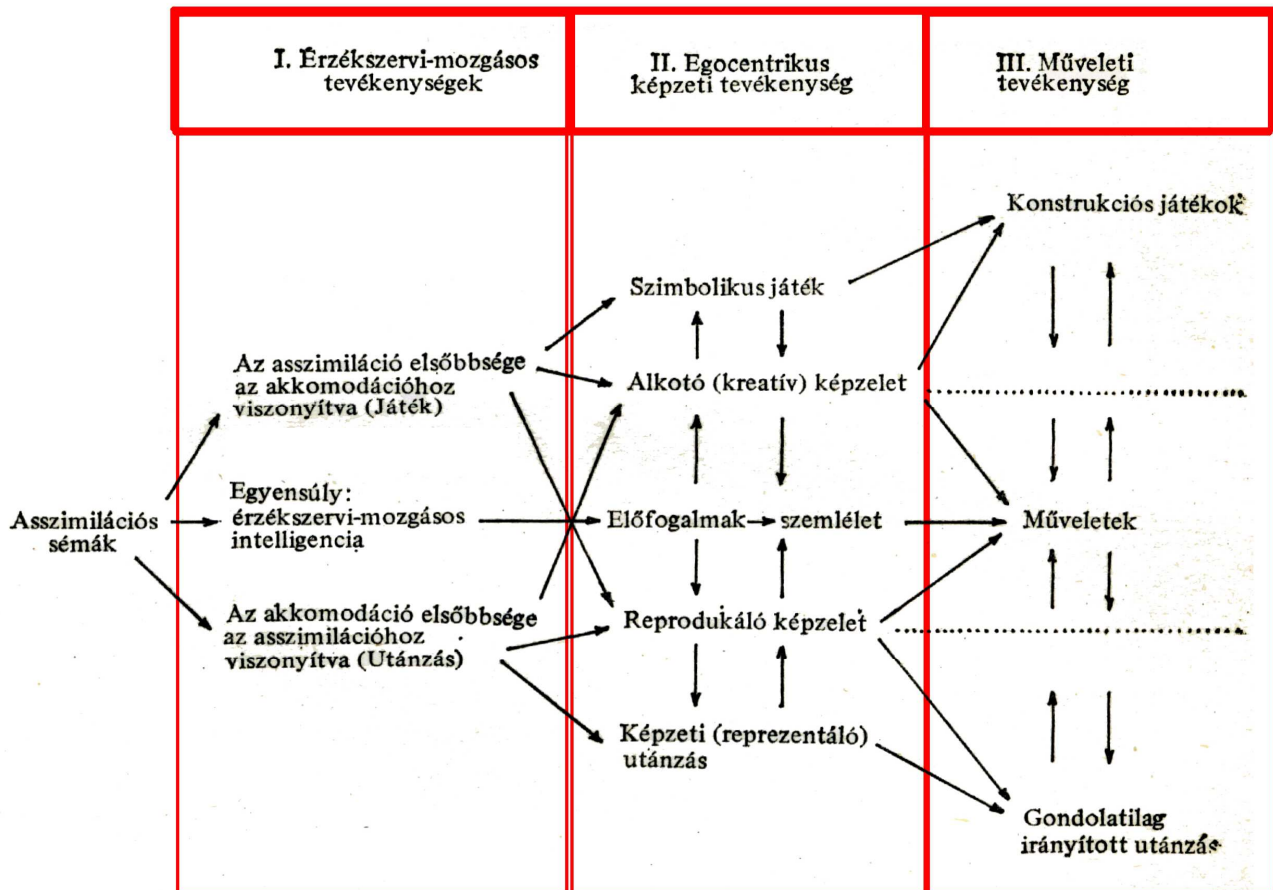 I. Érzékszervi-mozgásos
tevékenységek
II. Egocentrikus
képzeti tevékenység
III. Műveleti
tevékenység
Asszimilációs
sémák
Az asszimiláció elsőbbsége
az akkomodációhoz
viszonyítva (Játék)
Egyensúly:
érzékszervi-mozgásos
intelligencia
Az akkomodáció elsőbbsége
az asszimilációhoz
viszonyítva (Utánzás)
Szimbolikus játék
Alkotó (kreatív) képzelet
Előfogalmak szemlélet
Reprodukáló képzelet
Képzeti (reprezentáló)
utánzás
Konstrukciós játékok
Műveletek
Gondolatilag
irányított utánzás